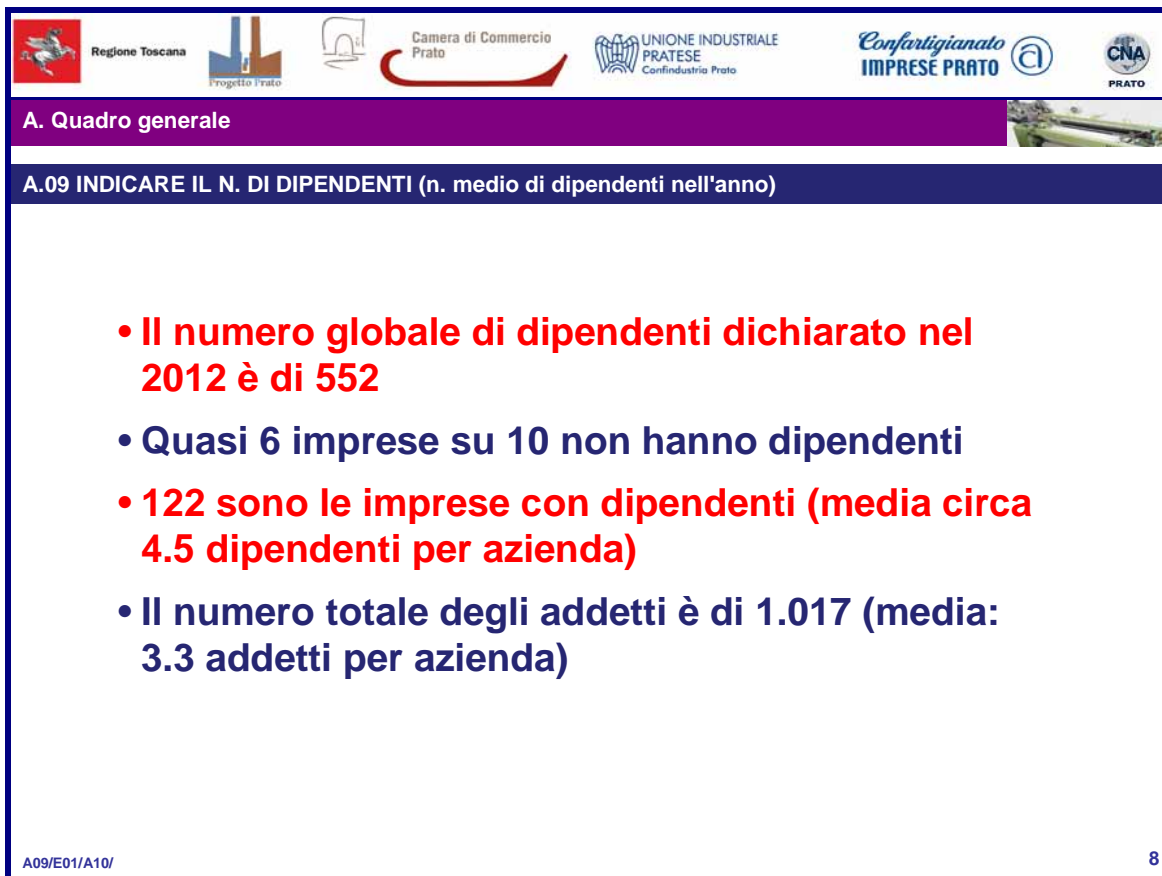 Regione Toscana
Progetto Prato
Camera di Commercio
Prato
UNIONE INDUSTRIALE
PRATESE
Confindustria Prato
Confartigianato
IMPRESE PRATO
CNA
PRATO
A. Quadro generale
A.09 INDICARE IL N. DI DIPENDENTI (n. medio di dipendenti nell'anno)
• Il numero globale di dipendenti dichiarato nel
2012 è di 552
• Quasi 6 imprese su 10 non hanno dipendenti
• 122 sono le imprese con dipendenti (media circa
4.5 dipendenti per azienda)
• Il numero totale degli addetti è di 1.017 (media:
3.3 addetti per azienda)
A09/E01/A10/
8